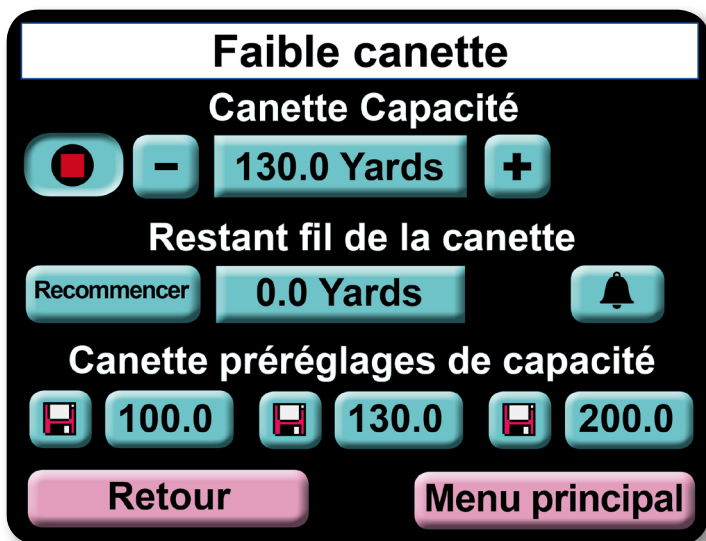 Faible canette
Canette Capacité
- 130.0 Yards +
Restant fil de la canette
Recommencer 0.0 Yards
Canette préréglages de capacité
100.0 130.0 200.0
Retour Menu principal